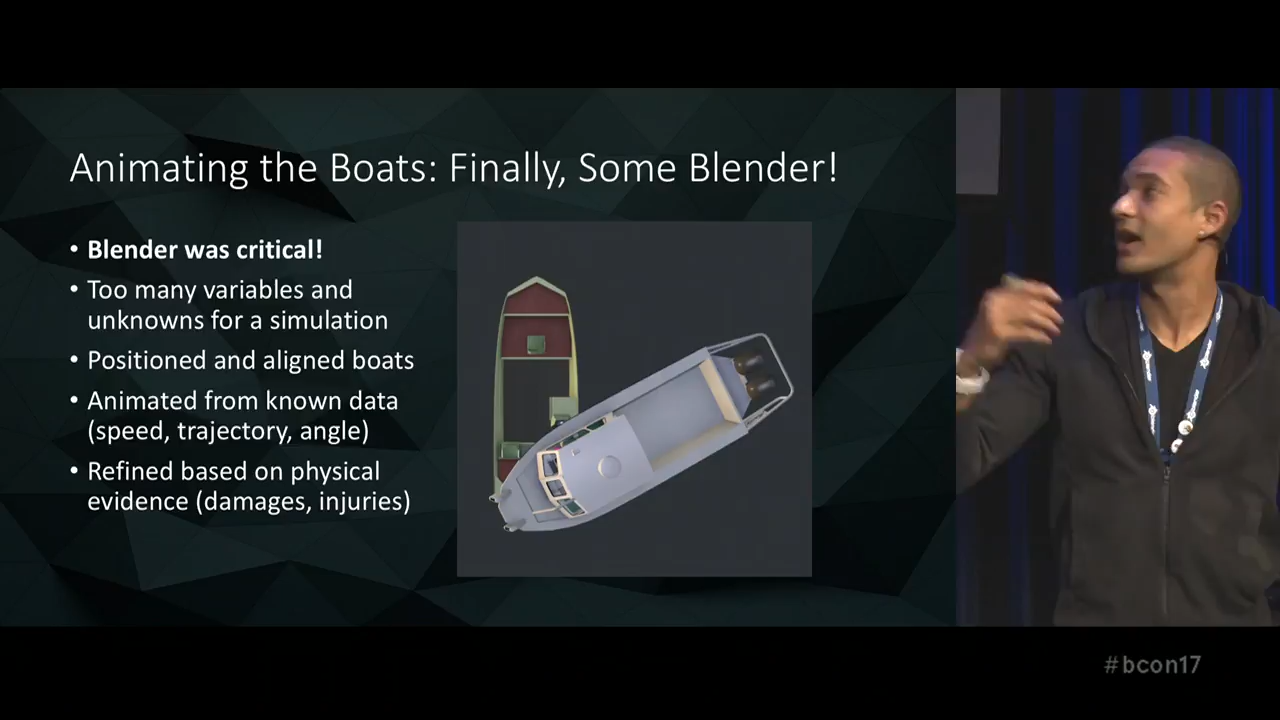 Animating the Boats: Finally, Some Blender!
• Blender was critical!
• Too many variables and
unknowns for a simulation
• Positioned and aligned boats
• Animated from known data
(speed, trajectory, angle)
• Refined based on physical
evidence (damages, injuries)
#bcon17